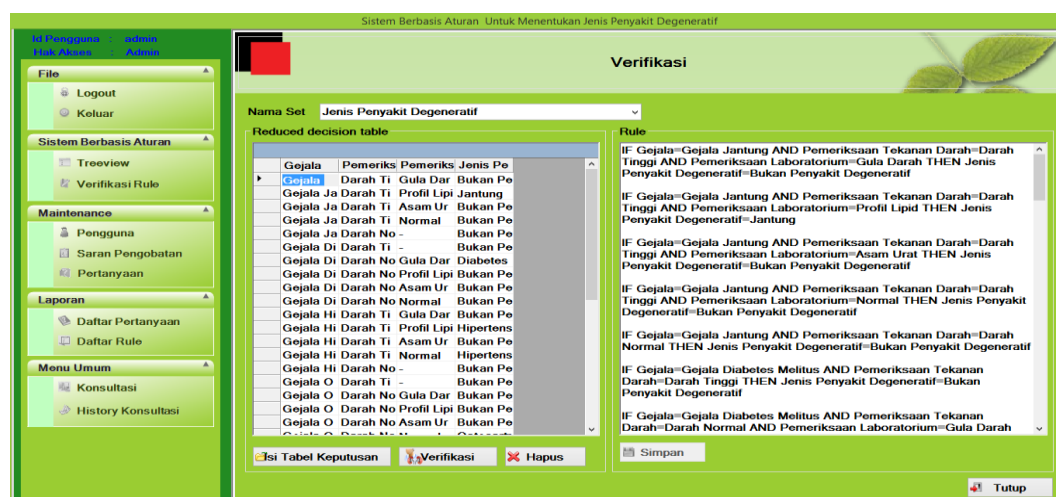 Sistem Berbasis Aturan Untuk Menentukan Jenis Penyakit Degeneratif
Id Pengguna : admin
Hak Akses : Admin
File
Logout
Keluar
Sistem Berbasis Aturan
Treeview
Verifikasi Rule
Maintenance
Pengguna
Saran Pengobatan
Pertanyaan
Laporan
Daftar Pertanyaan
Daftar Rule
Menu Umum
Konsultasi
History Konsultasi
Verifikasi
Nama Set Jenis Penyakit Degeneratif
Reduced decision table
Gejala Pemeriks Pemeriks Jenis Pe
Gejala Darah Ti Gula Dar Bukan Pe
Gejala Ja Darah Ti Profil Lipi Jantung
Gejala Ja Darah Ti Asam Ur Bukan Pe
Gejala Ja Darah Ti Normal Bukan Pe
Gejala Ja Darah No - Bukan Pe
Gejala Di Darah Ti - Bukan Pe
Gejala Di Darah No Gula Dar Diabetes
Gejala Di Darah No Profil Lipi Bukan Pe
Gejala Di Darah No Asam Ur Bukan Pe
Gejala Di Darah No Normal Bukan Pe
Gejala Hi Darah Ti Gula Dar Bukan Pe
Gejala Hi Darah Ti Profil Lipi Hipertens
Gejala Hi Darah Ti Asam Ur Bukan Pe
Gejala Hi Darah Ti Normal Hipertens
Gejala Hi Darah No - Bukan Pe
Gejala O Darah Ti - Bukan Pe
Gejala O Darah No Gula Dar Bukan Pe
Gejala O Darah No Profil Lipi Bukan Pe
Gejala O Darah No Asam Ur Bukan Pe
Isi Tabel Keputusan Verifikasi Hapus
Rule
IF Gejala=Gejala Jantung AND Pemeriksaan Tekanan Darah=Darah
Tinggi AND Pemeriksaan Laboratorium=Gula Darah THEN Jenis
Penyakit Degeneratif=Bukan Penyakit Degeneratif
IF Gejala=Gejala Jantung AND Pemeriksaan Tekanan Darah=Darah
Tinggi AND Pemeriksaan Laboratorium=Profil Lipid THEN Jenis
Penyakit Degeneratif=Jantung
IF Gejala=Gejala Jantung AND Pemeriksaan Tekanan Darah=Darah
Tinggi AND Pemeriksaan Laboratorium=Asam Urat THEN Jenis
Penyakit Degeneratif=Bukan Penyakit Degeneratif
IF Gejala=Gejala Jantung AND Pemeriksaan Tekanan Darah=Darah
Tinggi AND Pemeriksaan Laboratorium=Normal THEN Jenis Penyakit
Degeneratif=Bukan Penyakit Degeneratif
IF Gejala=Gejala Jantung AND Pemeriksaan Tekanan Darah=Darah
Normal THEN Jenis Penyakit Degeneratif=Bukan Penyakit Degeneratif
IF Gejala=Gejala Diabetes Melitus AND Pemeriksaan Tekanan
Darah=Darah Tinggi THEN Jenis Penyakit Degeneratif=Bukan
Penyakit Degeneratif
IF Gejala=Gejala Diabetes Melitus AND Pemeriksaan Tekanan
Darah=Darah Normal AND Pemeriksaan Laboratorium=Gula Darah
Simpan
Tutup